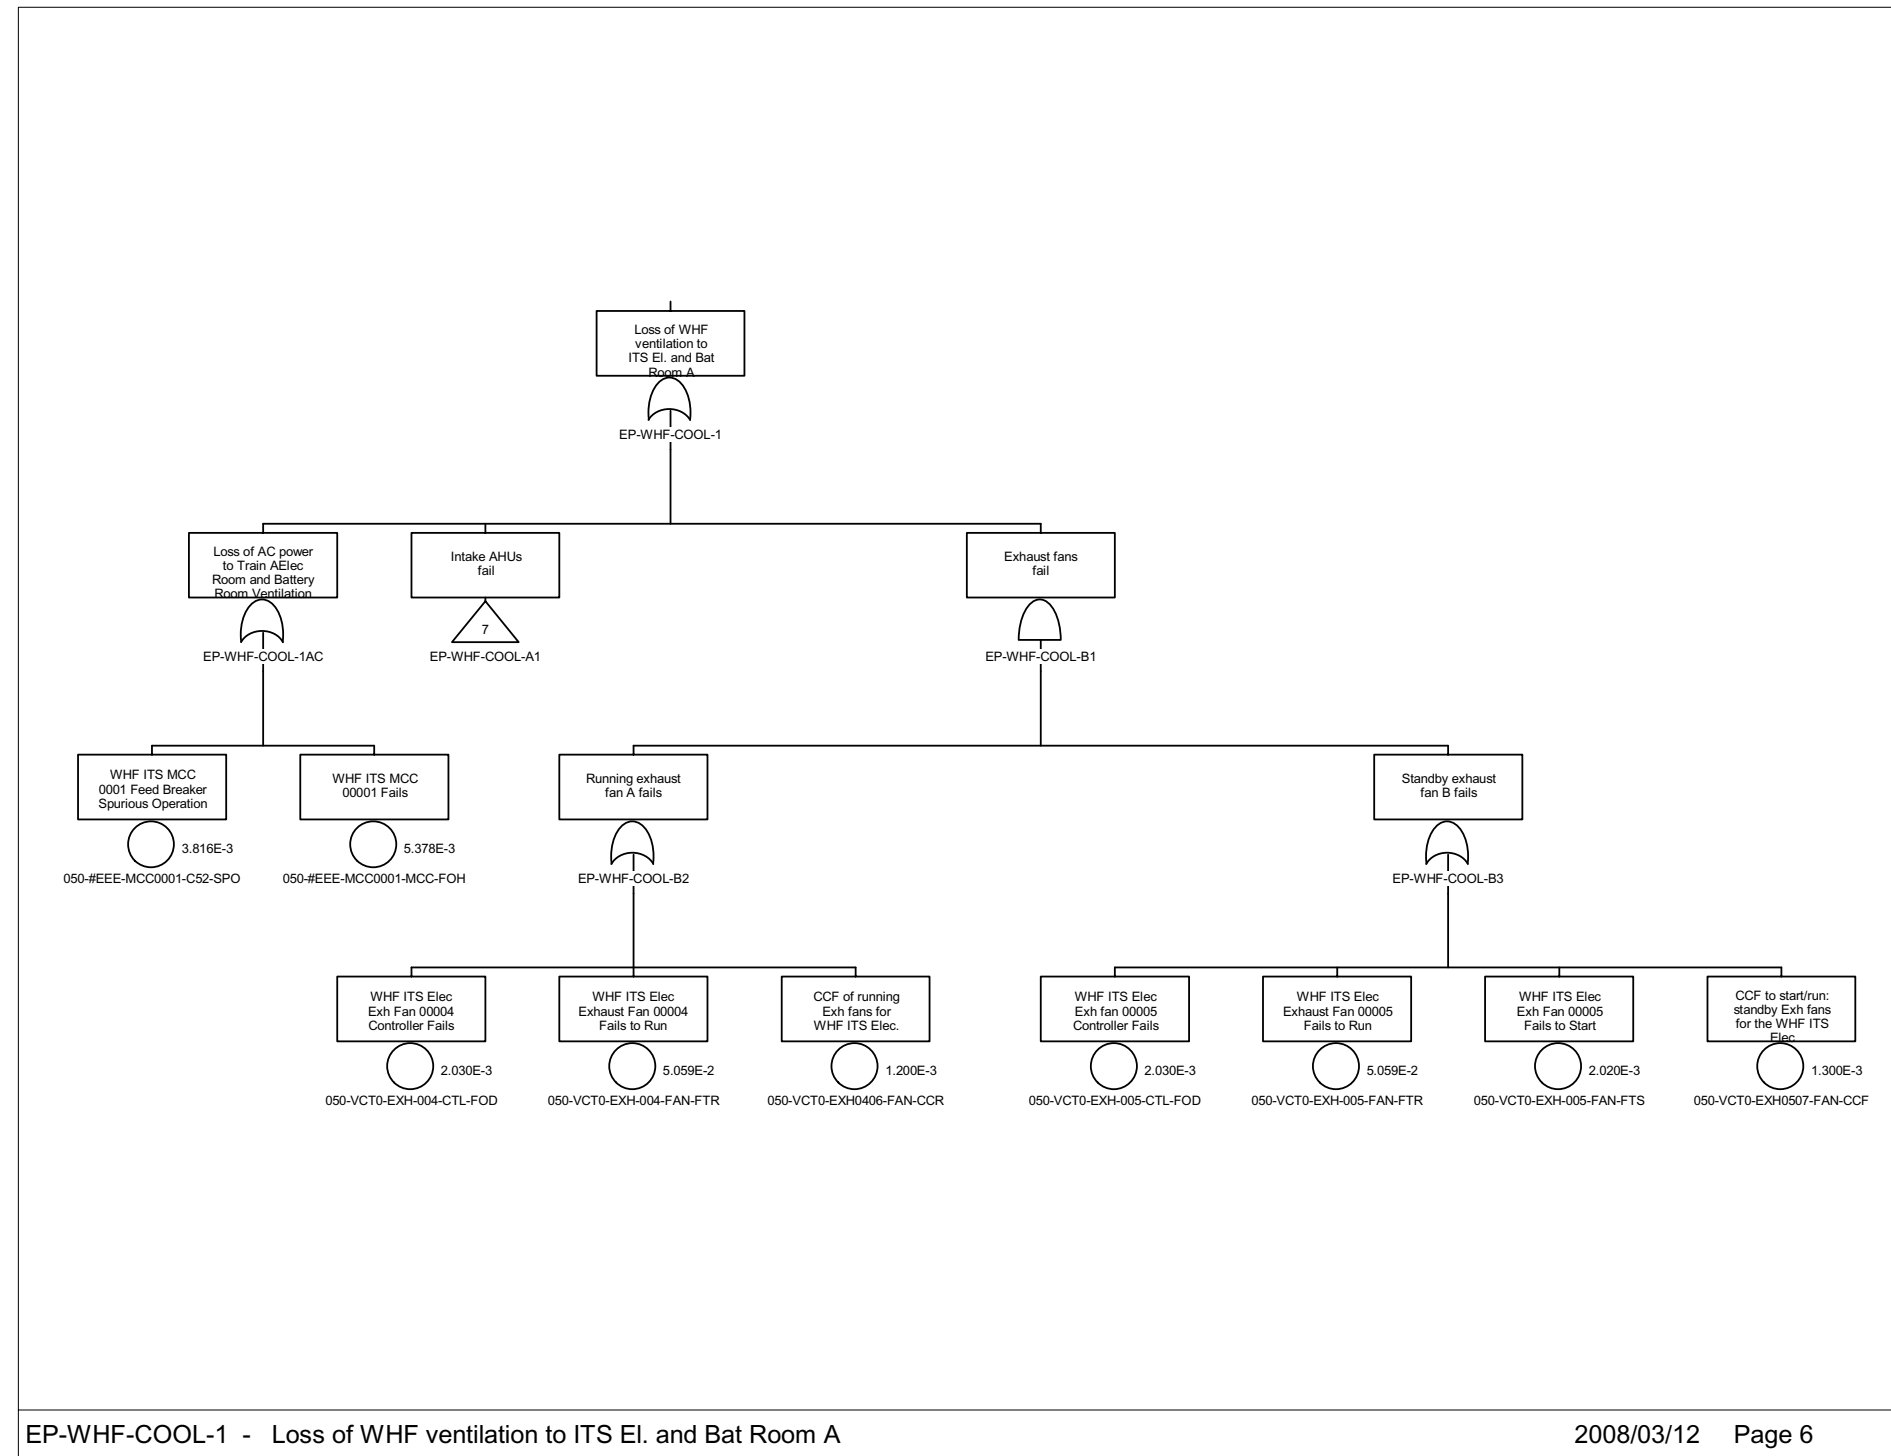 Loss of WHF
ventilation to
ITS El. and Bat
Room A
EP-WHF-COOL-1
Loss of AC power
to Train AElec
Room and Battery
Room Ventilation
EP-WHF-COOL-1AC
Intake AHUs
fail
7
EP-WHF-COOL-A1
Exhaust fans
fail
EP-WHF-COOL-B1
WHF ITS MCC
0001 Feed Breaker
Spurious Operation
3.816E-3
050-#EEE-MCC0001-C52-SPO
WHF ITS MCC
00001 Fails
5.378E-3
050-#EEE-MCC0001-MCC-FOH
Running exhaust
fan A fails
EP-WHF-COOL-B2
Standby exhaust
fan B fails
EP-WHF-COOL-B3
WHF ITS Elec
Exh Fan 00004
Controller Fails
2.030E-3
050-VCT0-EXH-004-CTL-FOD
WHF ITS Elec
Exhaust Fan 00004
Fails to Run
5.059E-2
050-VCT0-EXH-004-FAN-FTR
CCF of running
Exh fans for
WHF ITS Elec.
1.200E-3
050-VCT0-EXH0406-FAN-CCR
WHF ITS Elec
Exh fan 00005
Controller Fails
2.030E-3
050-VCT0-EXH-005-CTL-FOD
WHF ITS Elec
Exhaust Fan 00005
Fails to Run
5.059E-2
050-VCT0-EXH-005-FAN-FTR
WHF ITS Elec
Exh Fan 00005
Fails to Start
2.020E-3
050-VCT0-EXH-005-FAN-FTS
CCF to start/run:
standby Exh fans
for the WHF ITS
Elec
1.300E-3
050-VCT0-EXH0507-FAN-CCF
EP-WHF-COOL-1 - Loss of WHF ventilation to ITS El. and Bat Room A
2008/03/12 Page 6